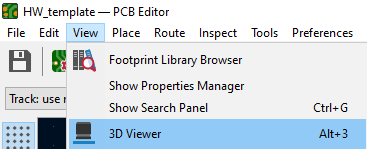 HW_template — PCB Editor
File Edit View Place Route Inspect Tools Preferences
Footprint Library Browser
Show Properties Manager
Track: use
Show Search Panel Ctrl+G
3D Viewer Alt+3